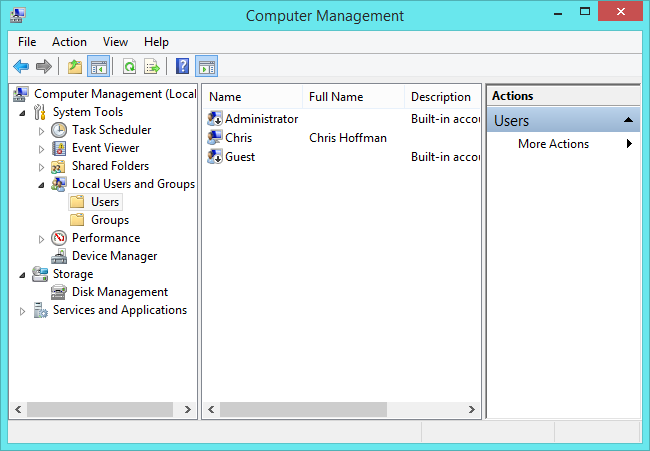 Computer Management
File Action View Help
Computer Management (Local
System Tools
Task Scheduler
Event Viewer
Shared Folders
Local Users and Groups
Users
Groups
Performance
Device Manager
Storage
Disk Management
Services and Applications
Name Full Name Description
Administrator Built-in accou
Chris Chris Hoffman
Guest Built-in accou
Actions
Users
More Actions